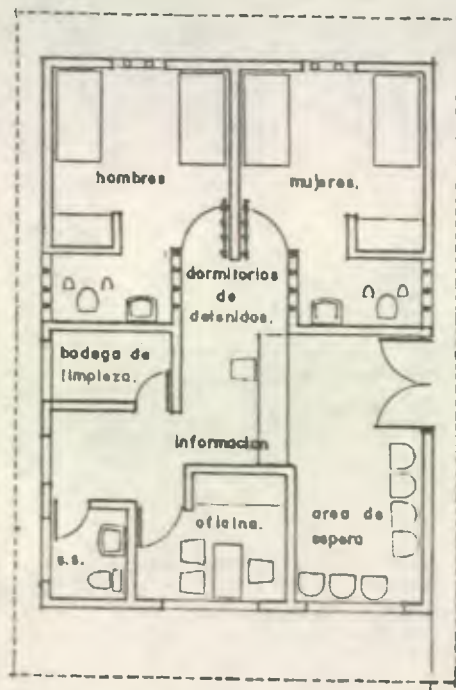 hombres
mujeres.
dormitorios
de
detenidos.
bodega de
limpieza.
informacion
oficina.
area de
espera
s.s.